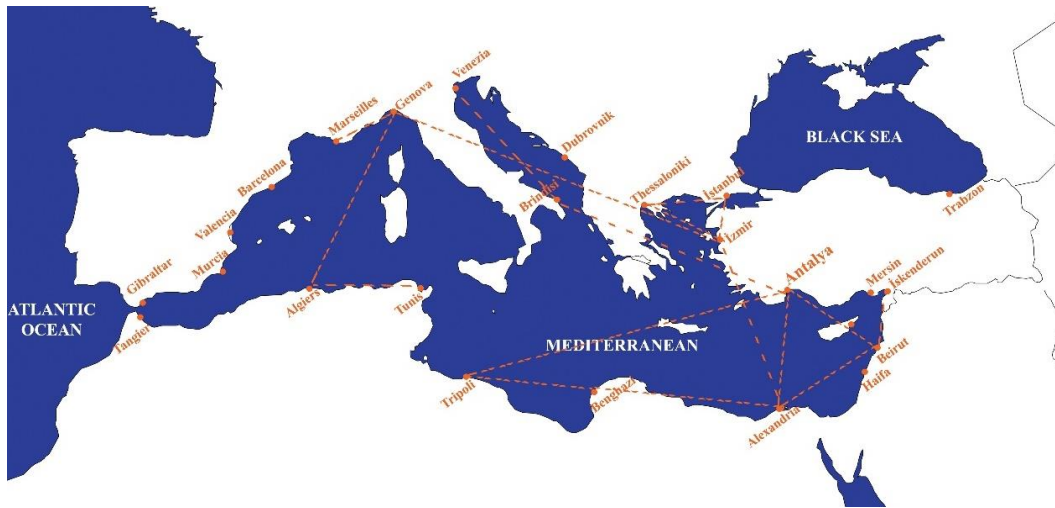 Venezia
Genova
Marseilles
Dubrovnik
BLACK SEA
Barcelona
Thessaloniki
İstanbul
Brindisi
Trabzon
Valencia
İzmir
Murcia
Gibraltar
Antalya
Mersin
İskenderun
Algiers
Tunis
ATLANTIC
OCEAN
Tangier
MEDITERRANEAN
Beirut
Tripoli
Benghazi
Haifa
Alexandria